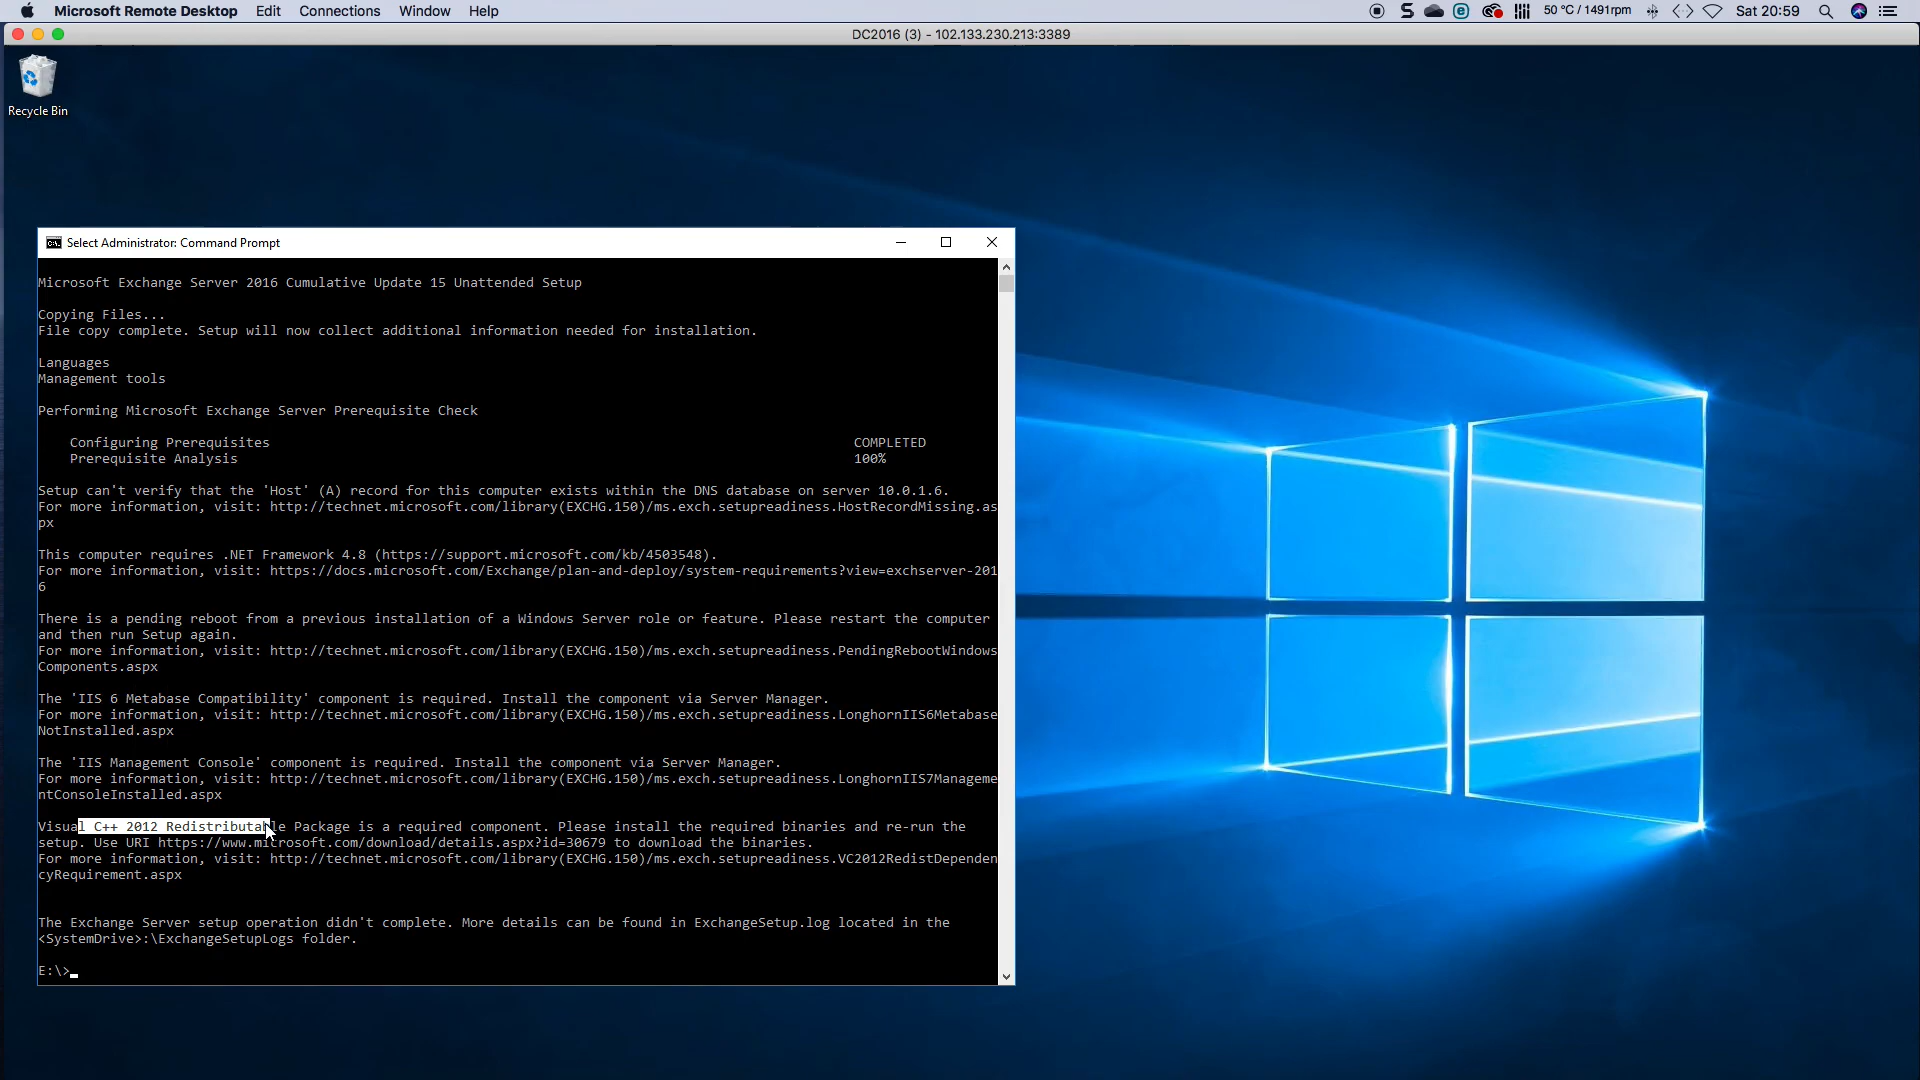 Microsoft Remote Desktop Edit Connections Window Help 50 °C / 1491rpm Sat 20:59
DC2016 (3) - 102.133.230.213:3389
Recycle Bin
Select Administrator: Command Prompt
Microsoft Exchange Server 2016 Cumulative Update 15 Unattended Setup
Copying Files...
File copy complete. Setup will now collect additional information needed for installation.
Languages
Management tools
Performing Microsoft Exchange Server Prerequisite Check
Configuring Prerequisites COMPLETED
Prerequisite Analysis 100%
Setup can't verify that the 'Host' (A) record for this computer exists within the DNS database on server 10.0.1.6.
For more information, visit: http://technet.microsoft.com/library(EXCHG.150)/ms.exch.setupreadiness.HostRecordMissing.as
px
This computer requires .NET Framework 4.8 (https://support.microsoft.com/kb/4503548).
For more information, visit: https://docs.microsoft.com/Exchange/plan-and-deploy/system-requirements?view=exchserver-201
6
There is a pending reboot from a previous installation of a Windows Server role or feature. Please restart the computer
and then run Setup again.
For more information, visit: http://technet.microsoft.com/library(EXCHG.150)/ms.exch.setupreadiness.PendingRebootWindows
Components.aspx
The 'IIS 6 Metabase Compatibility' component is required. Install the component via Server Manager.
For more information, visit: http://technet.microsoft.com/library(EXCHG.150)/ms.exch.setupreadiness.LonghornIIS6Metabase
NotInstalled.aspx
The 'IIS Management Console' component is required. Install the component via Server Manager.
For more information, visit: http://technet.microsoft.com/library(EXCHG.150)/ms.exch.setupreadiness.LonghornIIS7Manageme
ntConsoleInstalled.aspx
Visual C++ 2012 Redistributable Package is a required component. Please install the required binaries and re-run the
setup. Use URI https://www.microsoft.com/download/details.aspx?id=30679 to download the binaries.
For more information, visit: http://technet.microsoft.com/library(EXCHG.150)/ms.exch.setupreadiness.VC2012RedistDependen
cyRequirement.aspx
The Exchange Server setup operation didn't complete. More details can be found in ExchangeSetup.log located in the
<SystemDrive>:\ExchangeSetupLogs folder.
E:\>